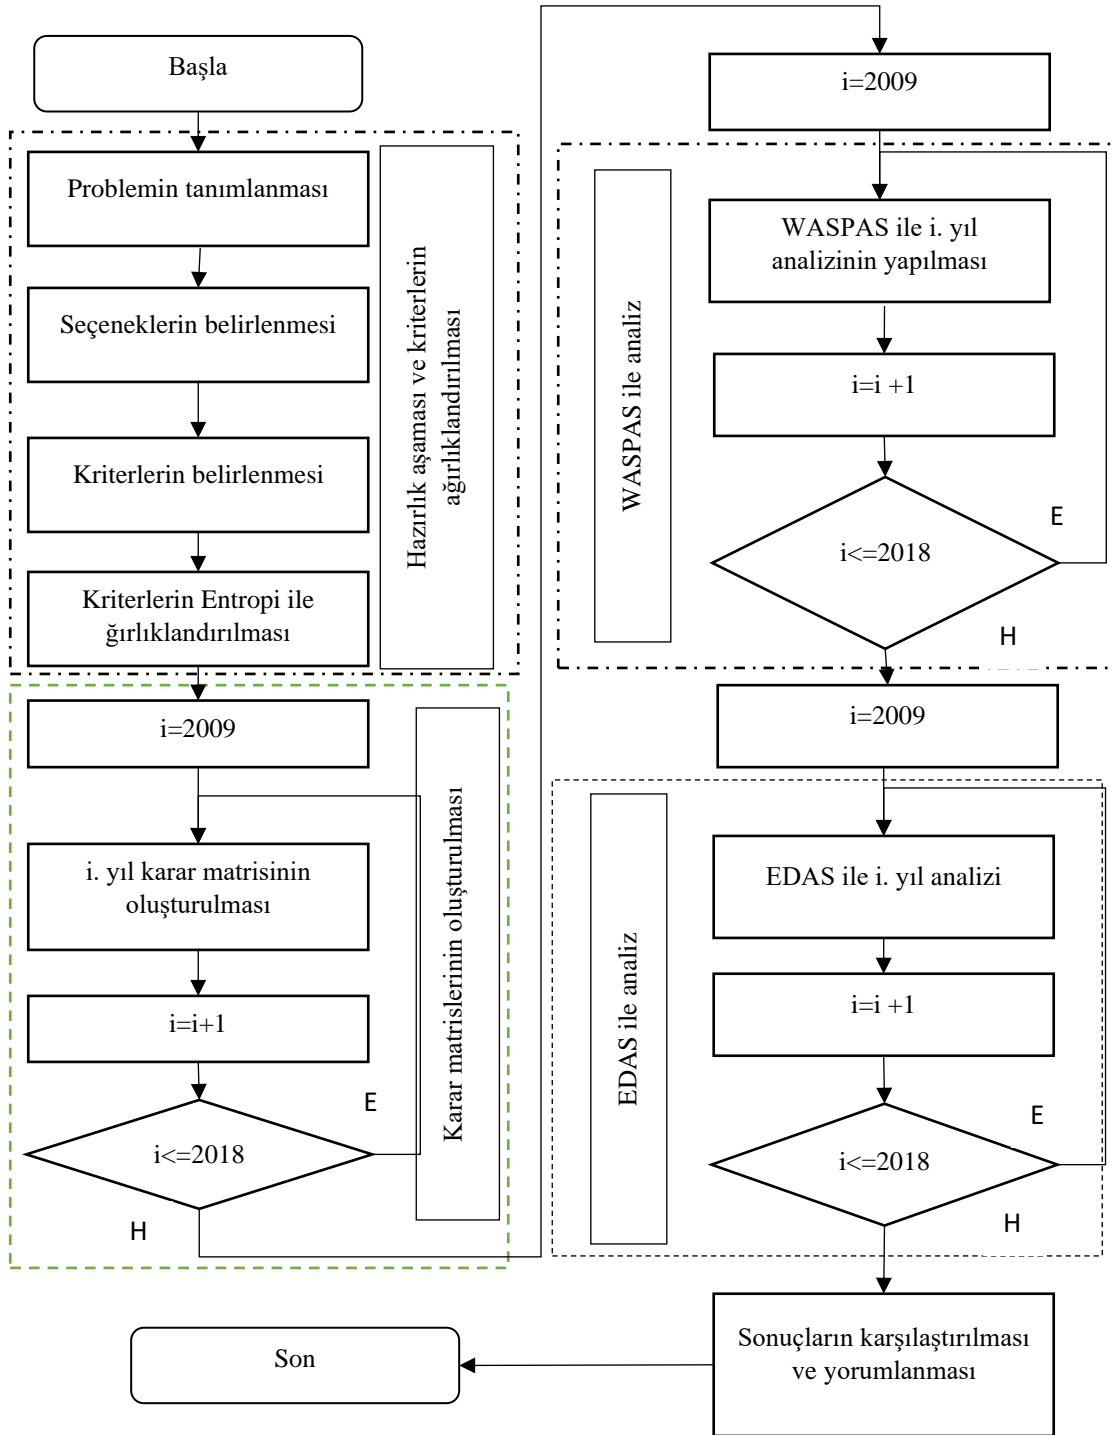 Başla
Problemin tanımlanması
Seçeneklerin belirlenmesi
Kriterlerin belirlenmesi
Kriterlerin Entropi ile
ğırlıklandırılması
Hazırlık aşaması ve kriterlerin
ağırlıklandırılması
i=2009
i. yıl karar matrisinin
oluşturulması
i=i+1
i<=2018
E
H
Karar matrislerinin oluşturulması
i=2009
WASPAS ile i. yıl
analizinin yapılması
i=i +1
i<=2018
E
H
WASPAS ile analiz
i=2009
EDAS ile i. yıl analizi
i=i +1
i<=2018
E
H
EDAS ile analiz
Sonuçların karşılaştırılması
ve yorumlanması
Son